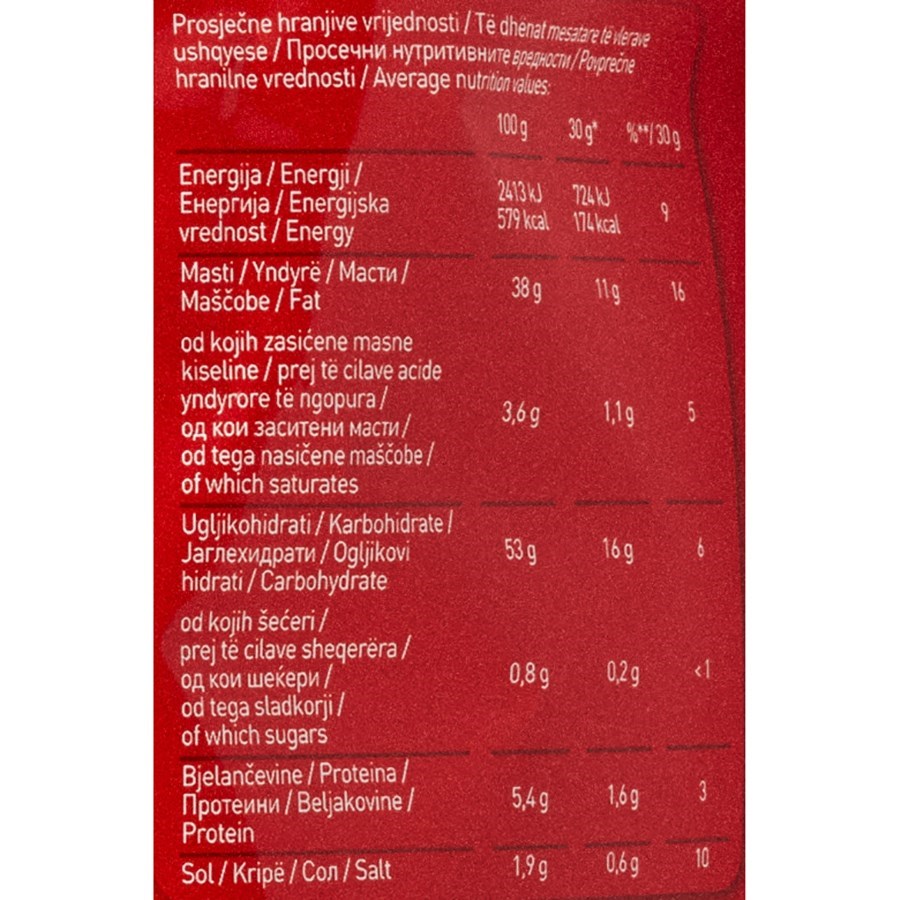 Prosječne hranjive vrijednosti / Të dhënat mesatare të vlerave
ushqyese / Просечни нутритивните вредности / Povprečne
hranilne vrednosti / Average nutrition values:
100 g 30 g* %**/30 g
Energija / Energji /
Енергија / Energijska
vrednost / Energy
2413 kJ 724 kJ
579 kcal 174 kcal
9
Masti / Yndyrë / Масти /
Maščobe / Fat
38 g 11 g 16
od kojih zasićene masne
kiseline / prej të cilave acide
yndyrore të ngopura /
од кои заситени масти /
od tega nasičene maščobe /
of which saturates
3,6 g 1,1 g 5
Ugljikohidrati / Karbohidrate /
Јаглехидрати / Ogljikovi
hidrati / Carbohydrate
53 g 16 g 6
od kojih šećeri /
prej të cilave sheqerëra /
од кои шеќери /
od tega sladkorji /
of which sugars
0,8 g 0,2 g <1
Bjelančevine / Proteina /
Протеини / Beljakovine /
Protein
5,4 g 1,6 g 3
Sol / Kripë / Сол / Salt
1,9 g 0,6 g 10